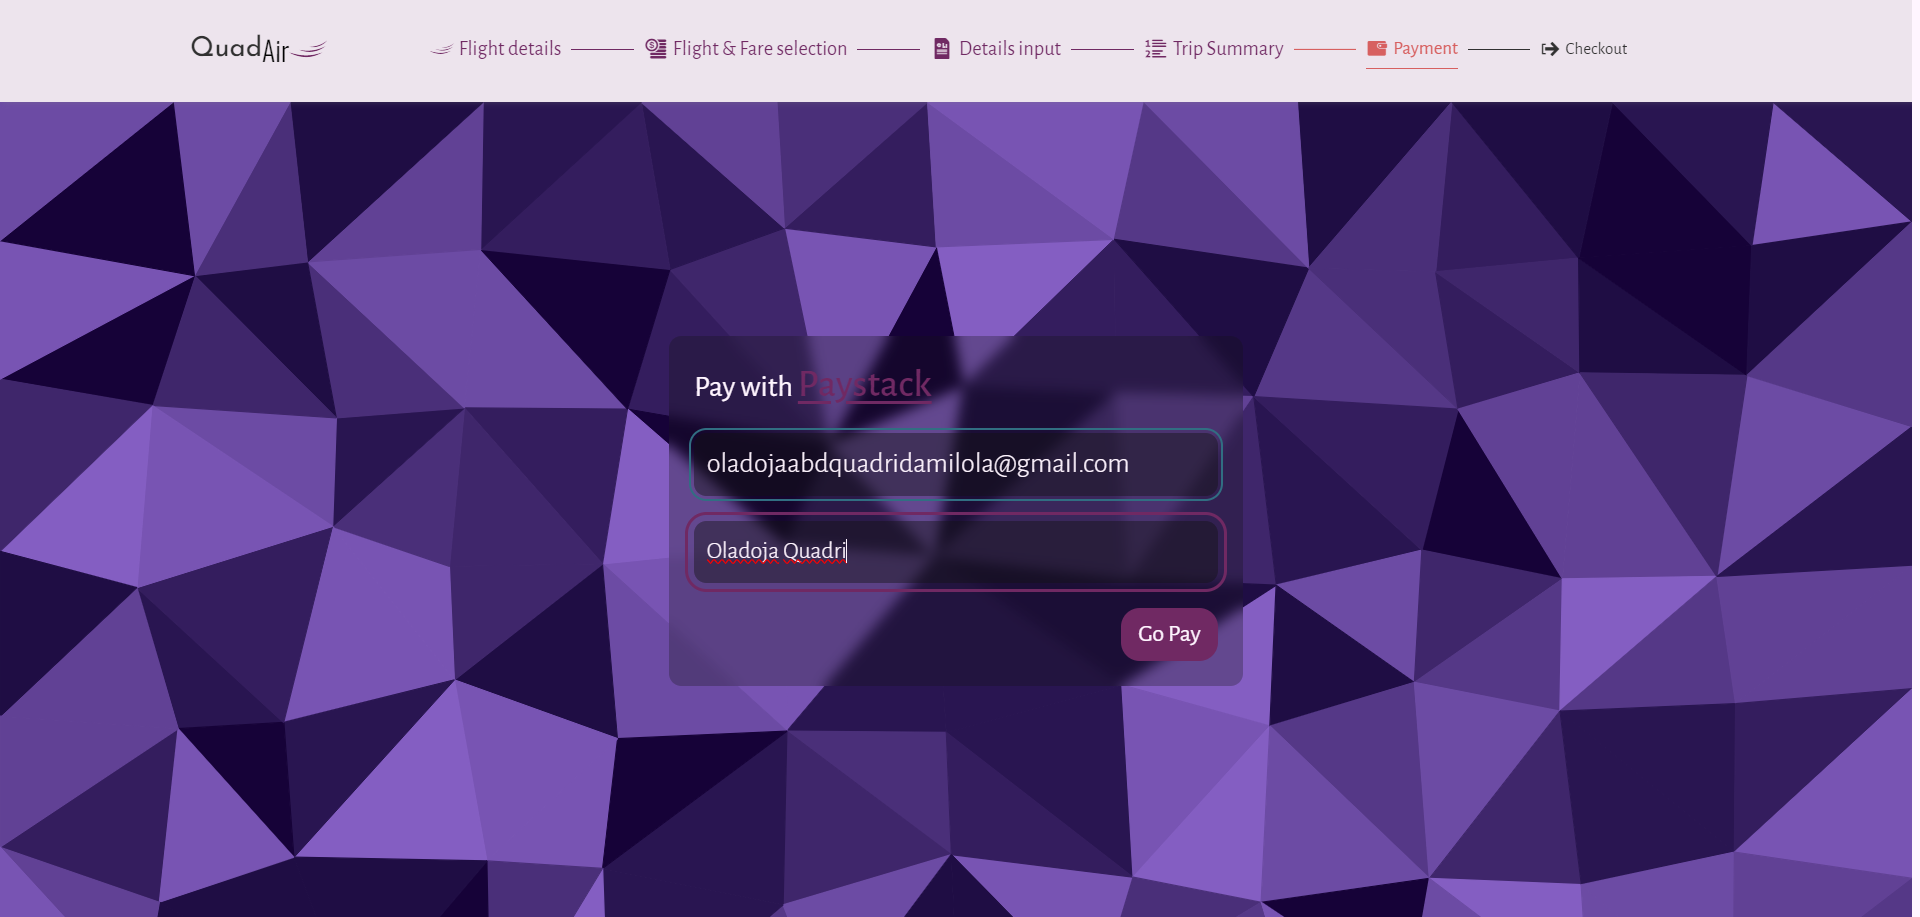 QuadAir
Flight details
Flight & Fare selection
Details input
Trip Summary
Payment
Checkout
Pay with Paystack
oladojaabdquadridamilola@gmail.com
Oladoja Quadri
Go Pay